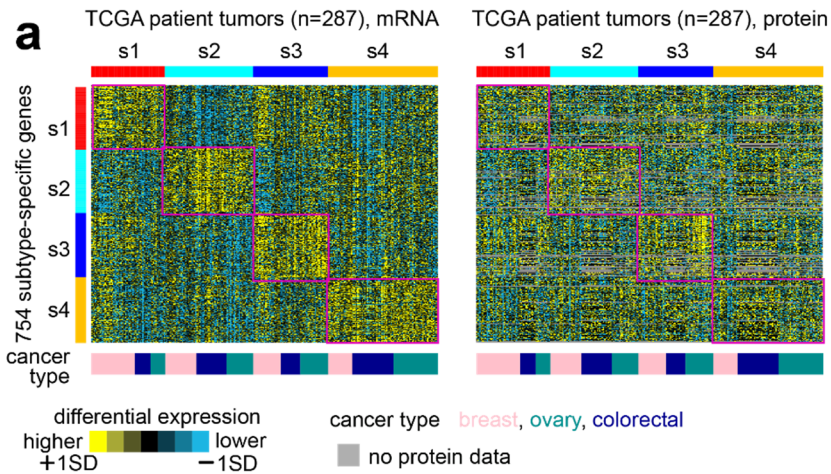 a
TCGA patient tumors (n=287), mRNA
s1 s2 s3 s4
754 subtype-specific genes
s1
s2
s3
s4
cancer
type
TCGA patient tumors (n=287), protein
s1 s2 s3 s4
differential expression
higher lower
+1SD −1SD
cancer type breast, ovary, colorectal
no protein data